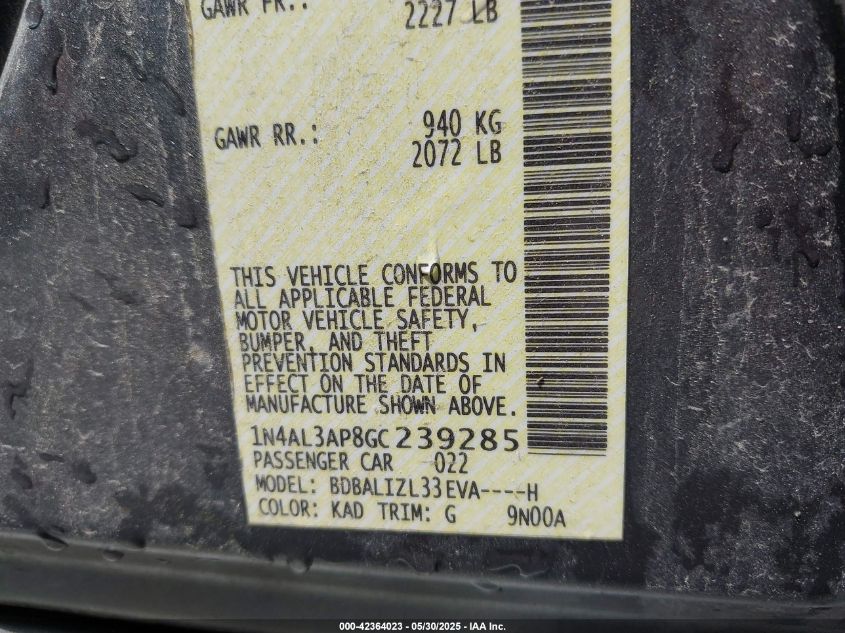 GAWR FR.: 2227 LB
GAWR RR.: 940 KG
2072 LB
THIS VEHICLE CONFORMS TO
ALL APPLICABLE FEDERAL
MOTOR VEHICLE SAFETY,
BUMPER, AND THEFT
PREVENTION STANDARDS IN
EFFECT ON THE DATE OF
MANUFACTURE SHOWN ABOVE.
1N4AL3AP8GC239285
PASSENGER CAR 022
MODEL: BDBALIZL33EVA----H
COLOR: KAD TRIM: G 9N00A
000-42364023 - 05/30/2025 - IAA Inc.